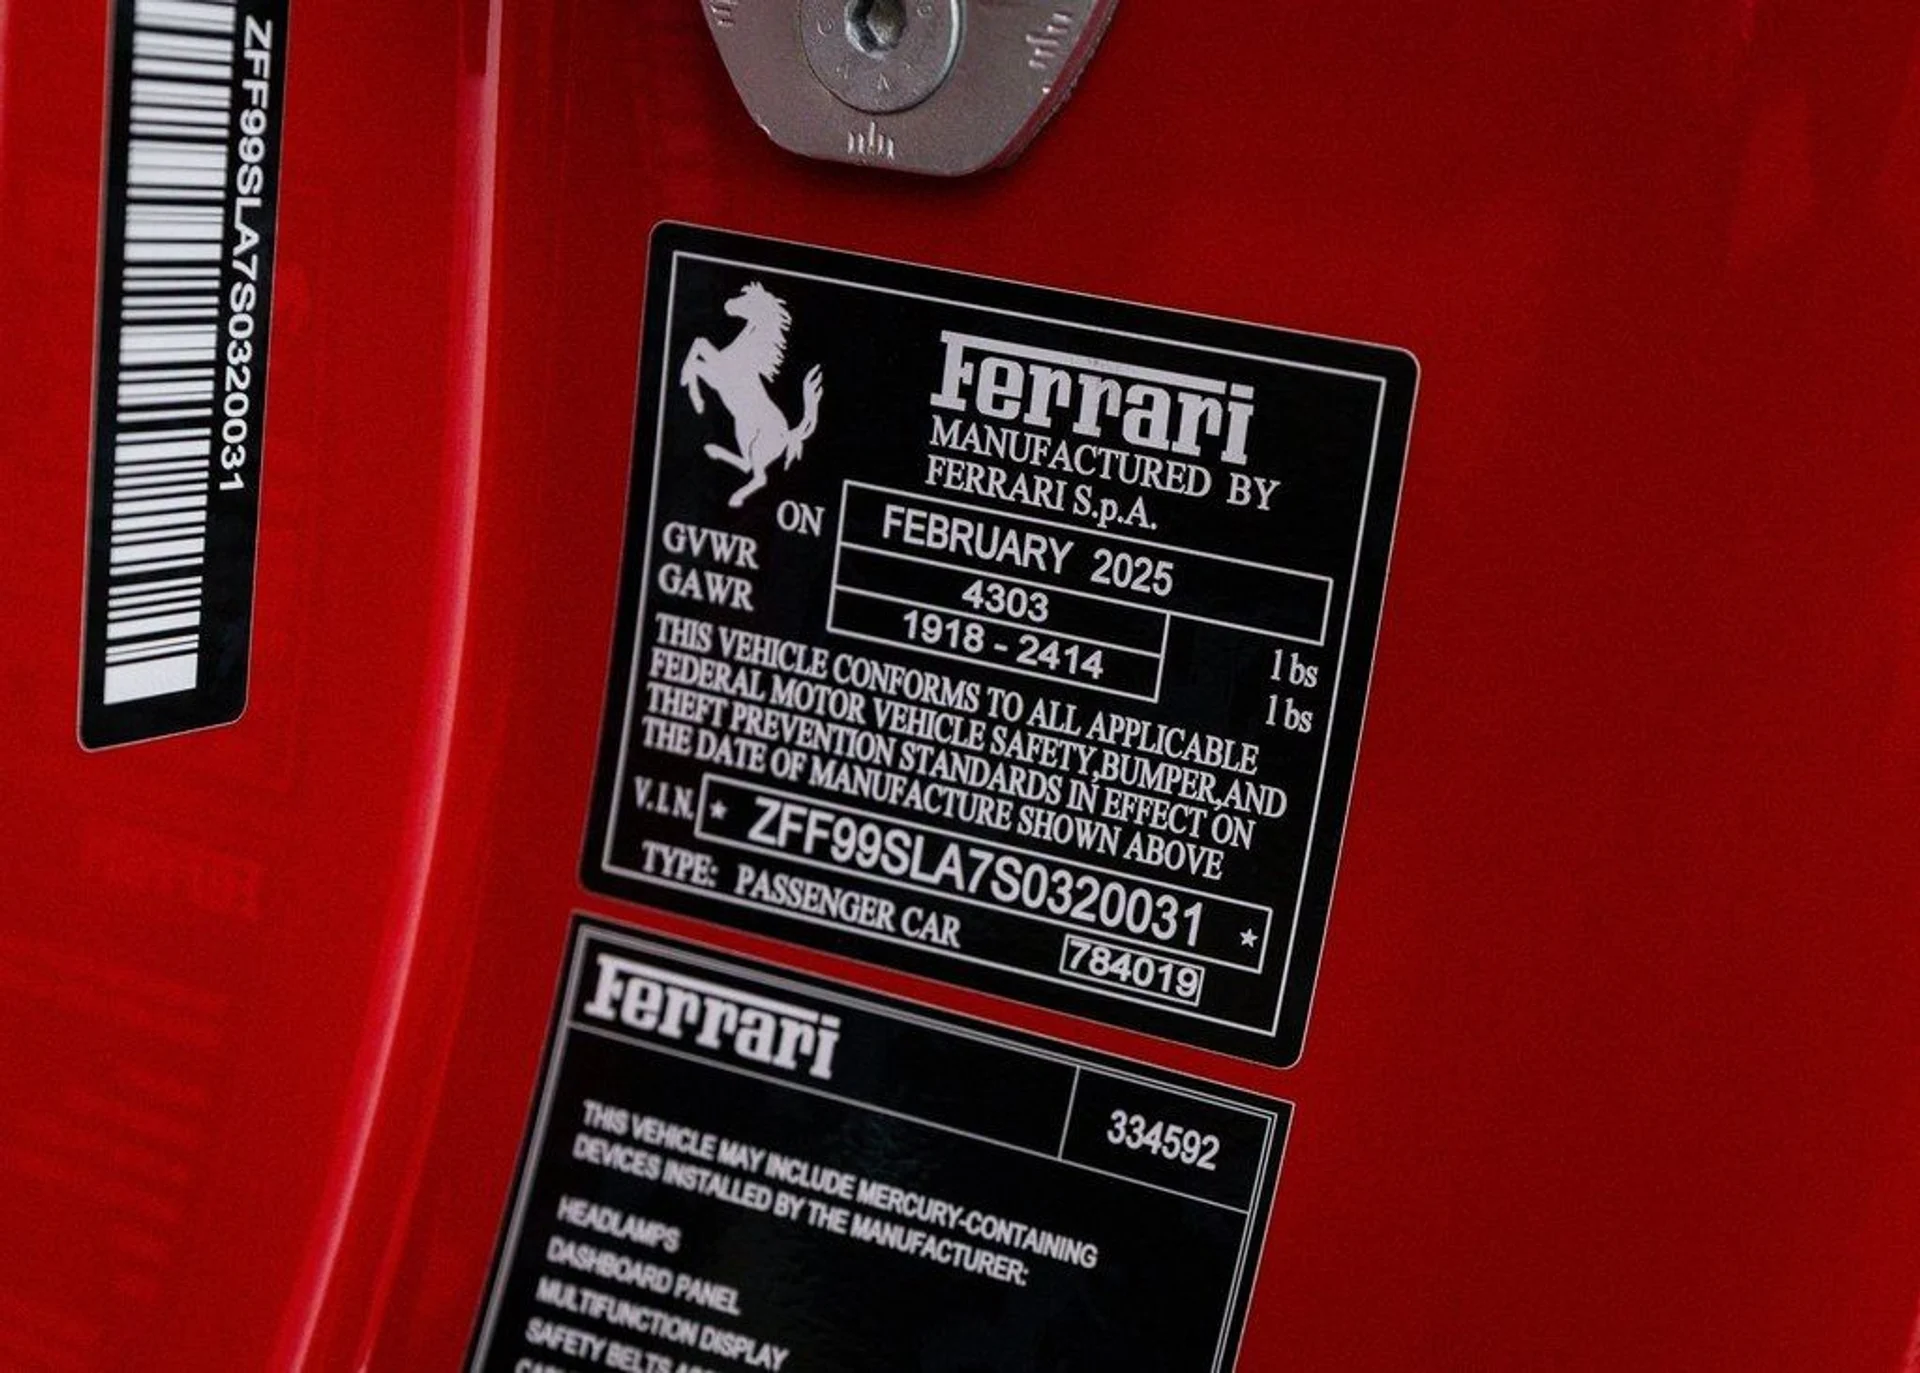 ZFF99SLA7S0320031
Ferrari
MANUFACTURED BY
FERRARI S.p.A.
ON FEBRUARY 2025
GVWR 4303 lbs
GAWR 1918 - 2414 lbs
THIS VEHICLE CONFORMS TO ALL APPLICABLE
FEDERAL MOTOR VEHICLE SAFETY,BUMPER,AND
THEFT PREVENTION STANDARDS IN EFFECT ON
THE DATE OF MANUFACTURE SHOWN ABOVE
V.I.N. * ZFF99SLA7S0320031 *
TYPE: PASSENGER CAR
784019
Ferrari
334592
THIS VEHICLE MAY INCLUDE MERCURY-CONTAINING
DEVICES INSTALLED BY THE MANUFACTURER:
HEADLAMPS
DASHBOARD PANEL
MULTIFUNCTION DISPLAY
SAFETY BELTS